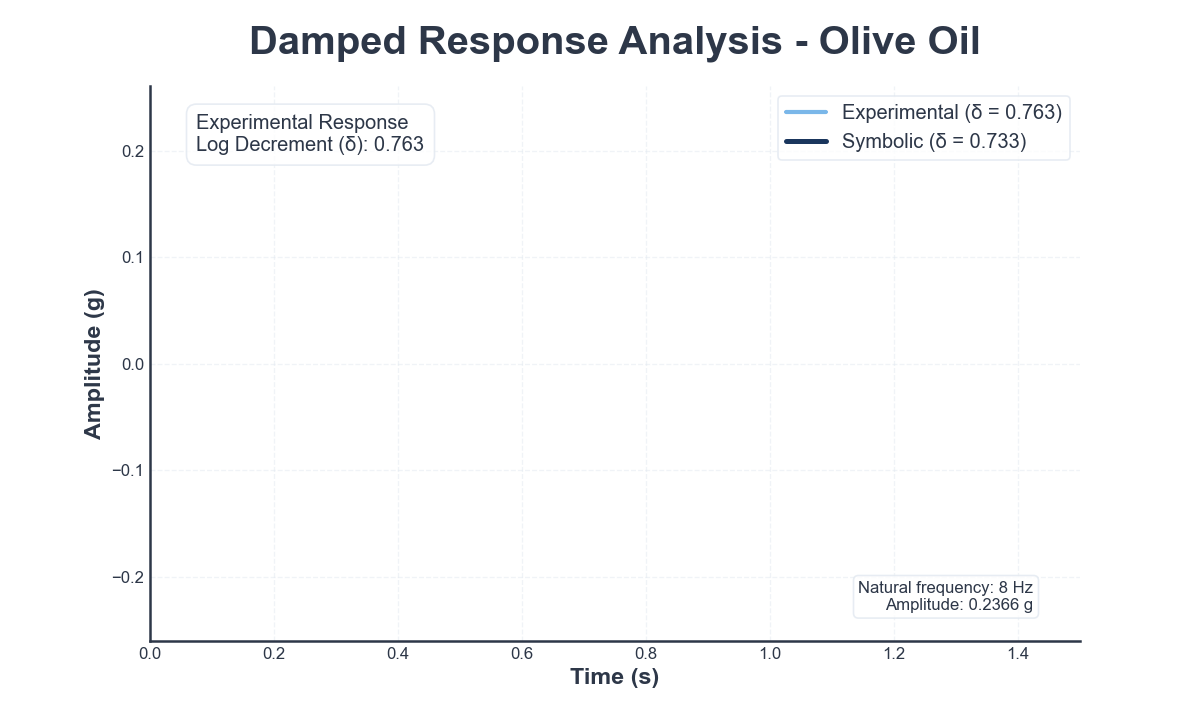 Damped Response Analysis - Olive Oil
Experimental Response
Log Decrement (δ): 0.763
Experimental (δ = 0.763)
Symbolic (δ = 0.733)
Amplitude (g)
0.2
0.1
0.0
−0.1
−0.2
Natural frequency: 8 Hz
Amplitude: 0.2366 g
0.0 0.2 0.4 0.6 0.8 1.0 1.2 1.4
Time (s)